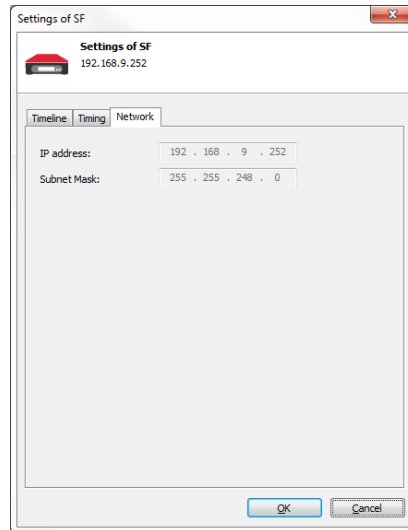 Settings of SF
Settings of SF
192.168.9.252
Timeline Timing Network
IP address: 192 . 168 . 9 . 252
Subnet Mask: 255 . 255 . 248 . 0
OK Cancel